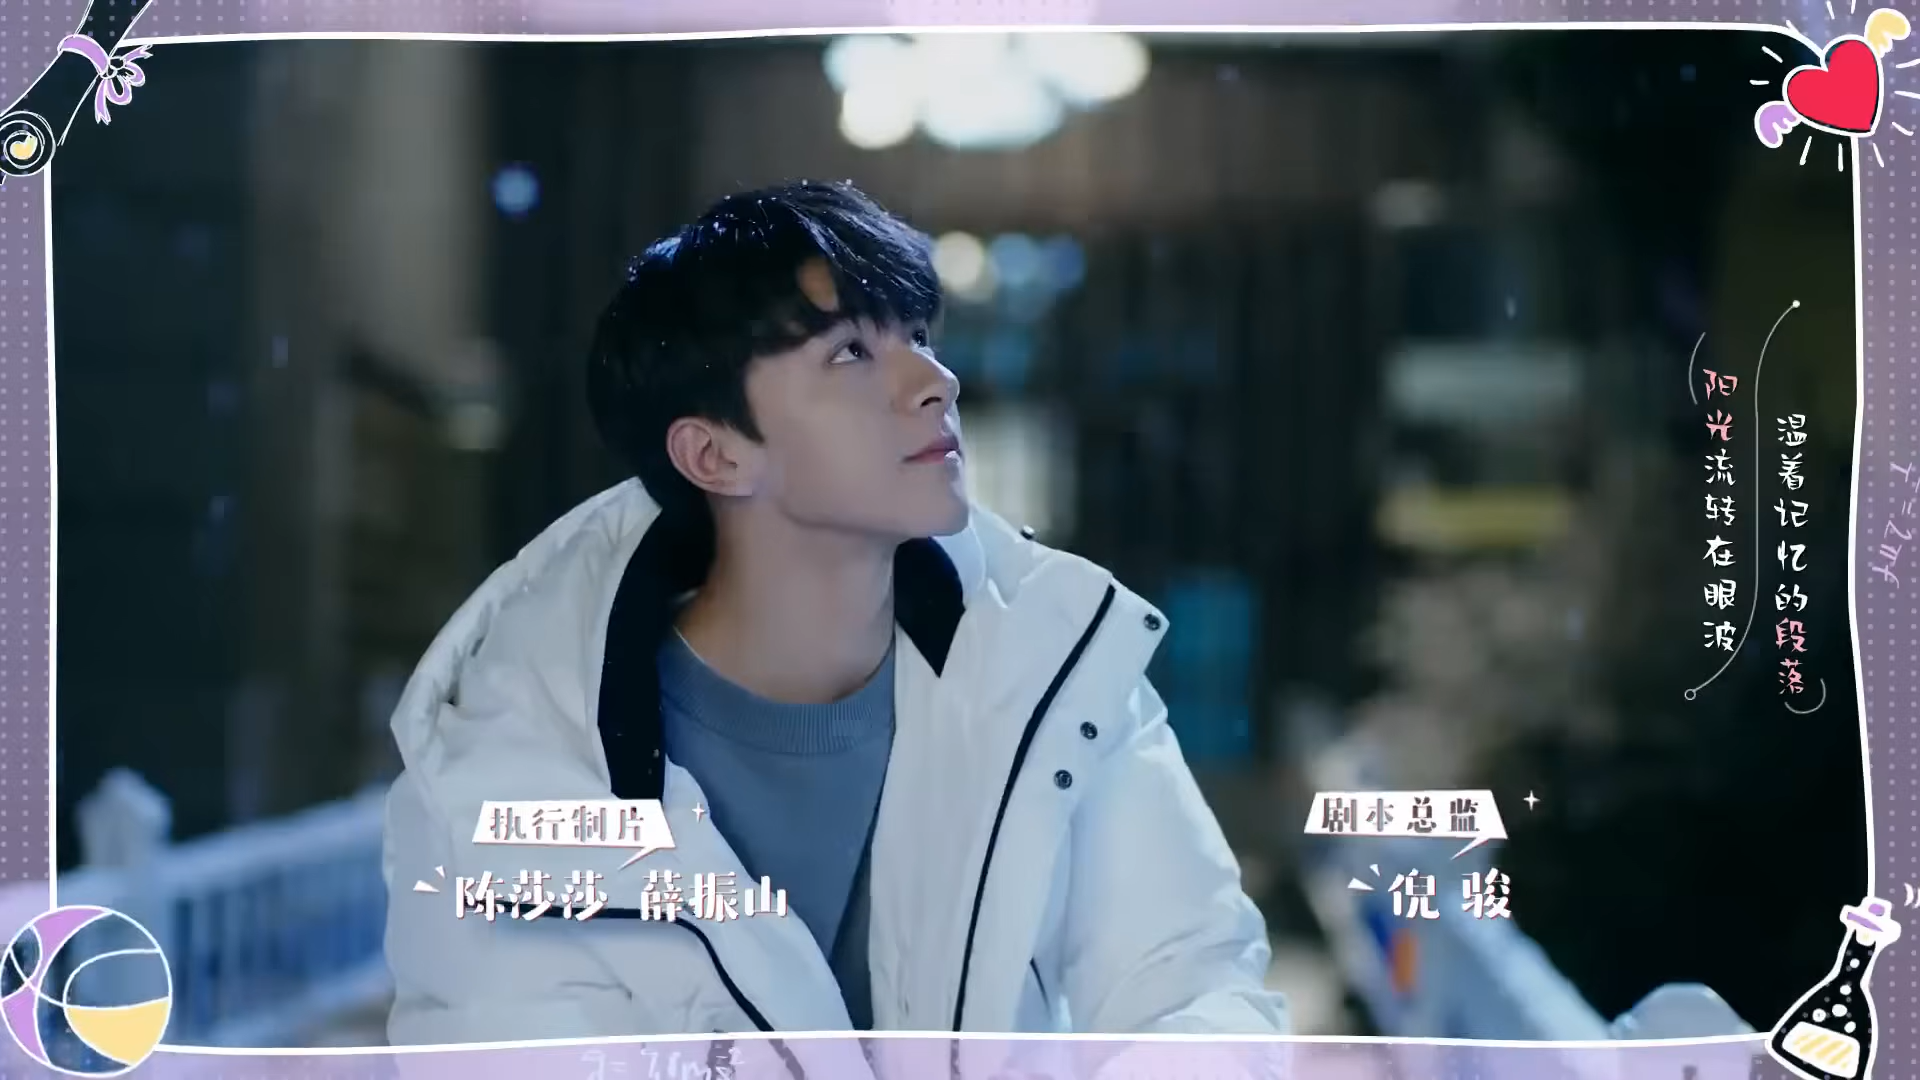 阳光流转在眼波
温着记忆的段落
执行制片
陈莎莎 薛振山
剧本总监
倪 骏